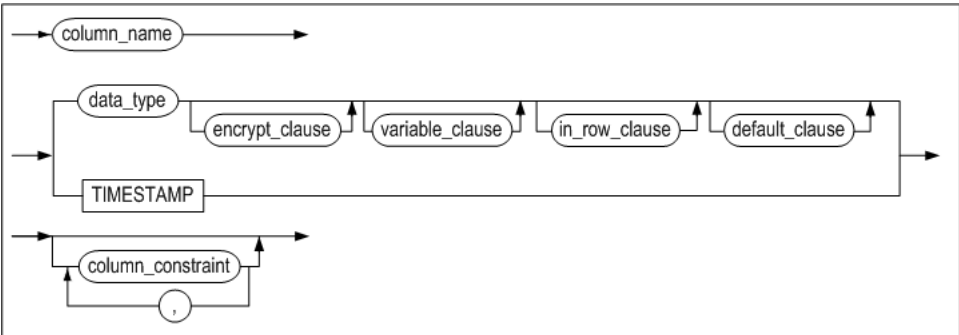 column_name
data_type
encrypt_clause variable_clause in_row_clause default_clause
TIMESTAMP
column_constraint
,